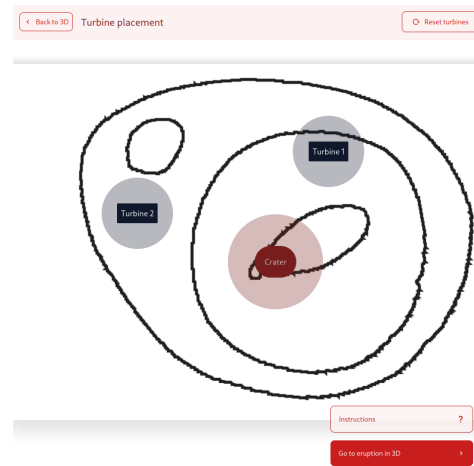 Back to 3D
Turbine placement
Reset turbines
Turbine 1
Turbine 2
Crater
Instructions ?
Go to eruption in 3D